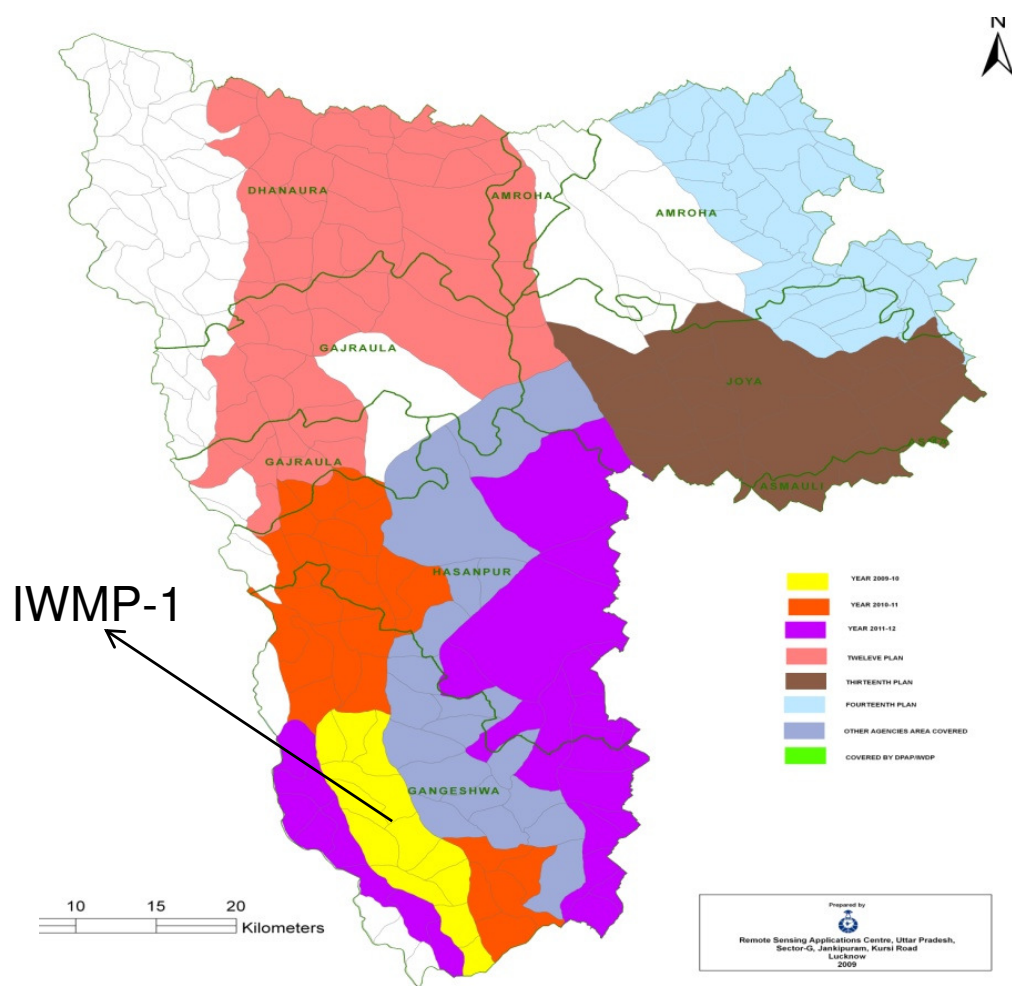 N
DHANAURA
AMROHA
AMROHA
GAJRAULA
JOYA
GAJRAULA
ASMAULI
HASANPUR
IWMP-1
YEAR 2009-10
YEAR 2010-11
YEAR 2011-12
TWELEVE PLAN
THIRTEENTH PLAN
FOURTEENTH PLAN
OTHER AGENCIES AREA COVERED
COVERED BY DPAP/IWDP
GANGESHWA
10 15 20
Kilometers
Prepared by
Remote Sensing Applications Centre, Uttar Pradesh,
Sector-G, Jankipuram, Kursi Road
Lucknow
2009